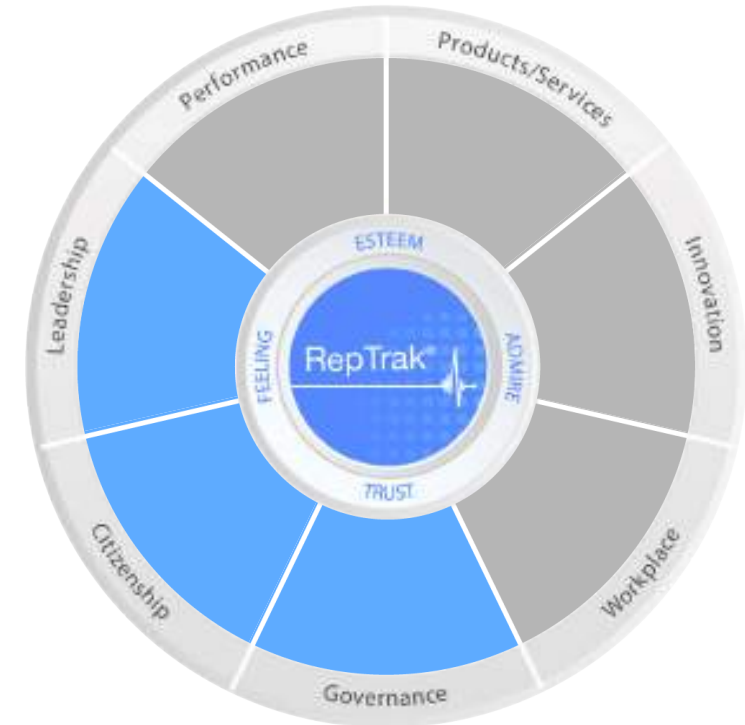 Performance
Products/Services
Leadership
Innovation
ESTEEM
FEELING
RepTrak®
ADMIRE
TRUST
Citizenship
Workplace
Governance